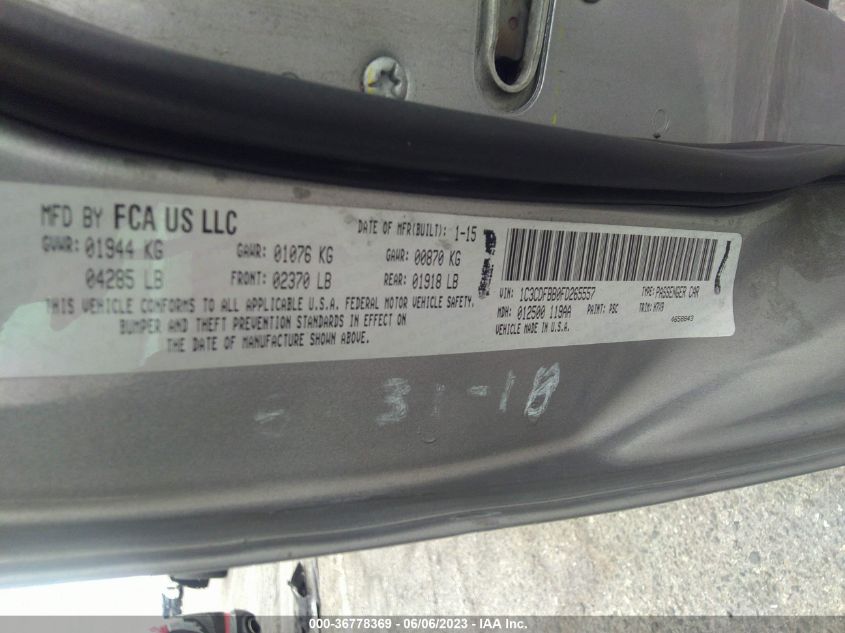 MFD BY FCA US LLC
DATE OF MFR(BUILT): 1-15
GVWR: 01944 KG
GAWR: 01076 KG
GAWR: 00870 KG
04285 LB
FRONT: 02370 LB
REAR: 01918 LB
THIS VEHICLE CONFORMS TO ALL APPLICABLE U.S.A. FEDERAL MOTOR VEHICLE SAFETY,
BUMPER AND THEFT PREVENTION STANDARDS IN EFFECT ON
THE DATE OF MANUFACTURE SHOWN ABOVE.
VIN: 1C3CDFBB0FD265557
TYPE: PASSENGER CAR
MDH: 012500 119AA
PAINT: PSC
TRIM:
VEHICLE MADE IN U.S.A.
4658843
31-18
000-36778369 - 06/06/2023 - IAA Inc.